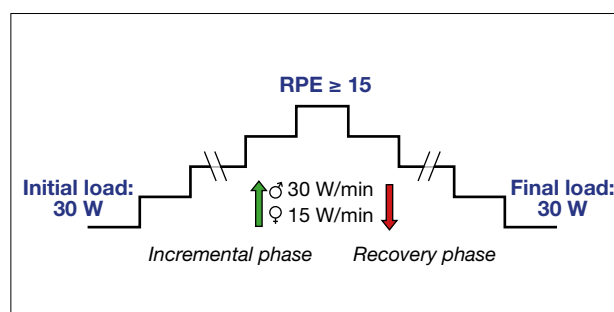 RPE ≥ 15
Initial load:
30 W
♂ 30 W/min
♀ 15 W/min
Final load:
30 W
Incremental phase
Recovery phase